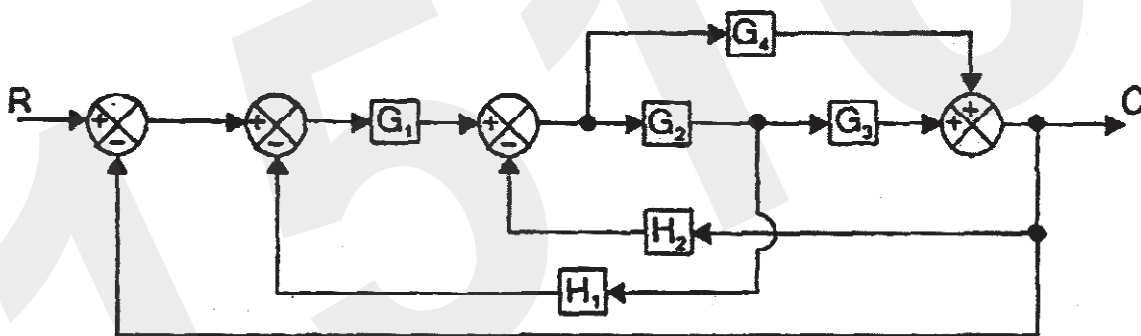 G₄
R + - + - G₁ + - G₂ G₃ + + C
H₂
H₁